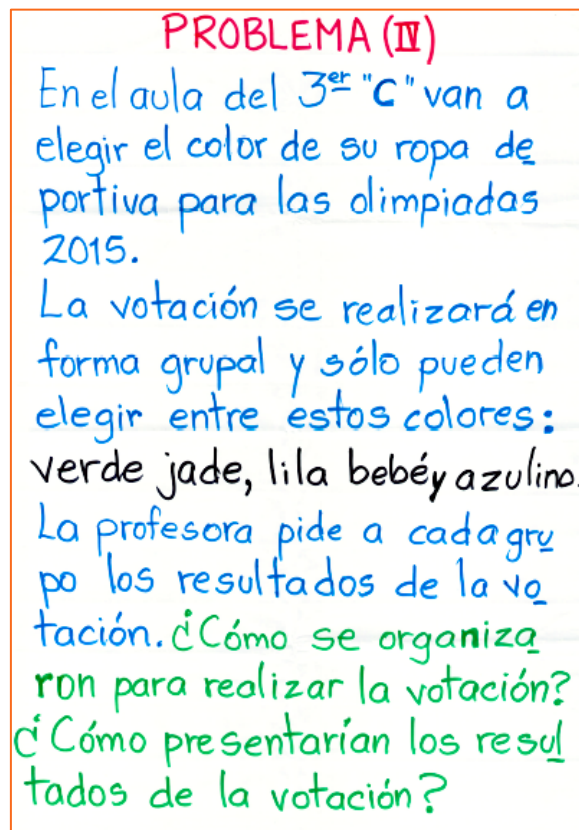 PROBLEMA (IV)
En el aula del 3er "C" van a
elegir el color de su ropa de
portiva para las olimpiadas
2015.
La votación se realizará en
forma grupal y sólo pueden
elegir entre estos colores:
verde jade, lila bebé y azulino.
La profesora pide a cada gru
po los resultados de la vo
tación. ¿Cómo se organiza
ron para realizar la votación?
¿Cómo presentarían los resul
tados de la votación?